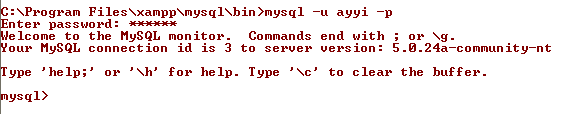 C:\Program Files\xampp\mysql\bin>mysql -u ayyi -p
Enter password: ******
Welcome to the MySQL monitor.  Commands end with ; or \g.
Your MySQL connection id is 3 to server version: 5.0.24a-community-nt
Type 'help;' or '\h' for help. Type '\c' to clear the buffer.
mysql>